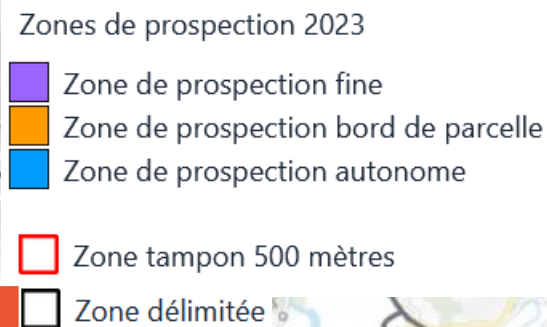 Zones de prospection 2023
Zone de prospection fine
Zone de prospection bord de parcelle
Zone de prospection autonome
Zone tampon 500 mètres
Zone délimitée